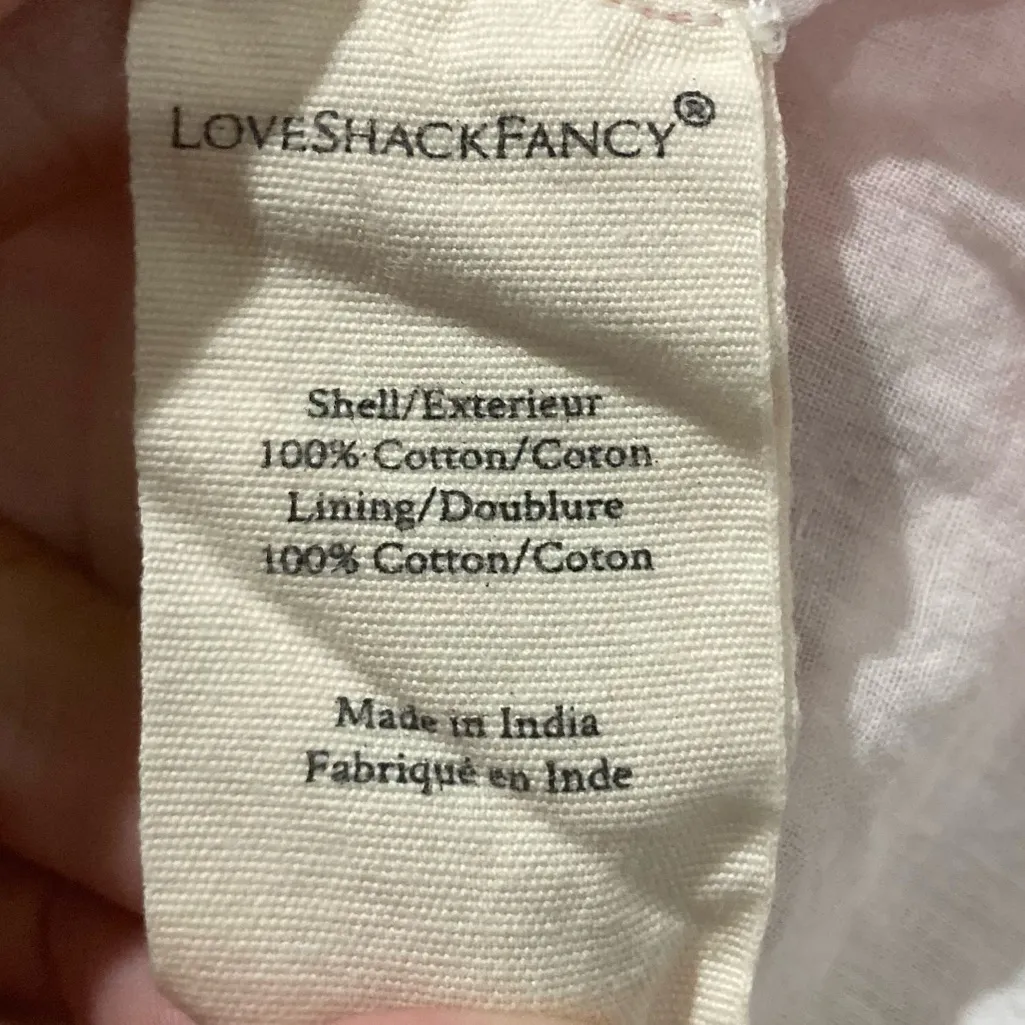 LOVESHACKFANCY®
Shell/Exterieur
100% Cotton/Coton
Lining/Doublure
100% Cotton/Coton
Made in India
Fabriqué en Inde